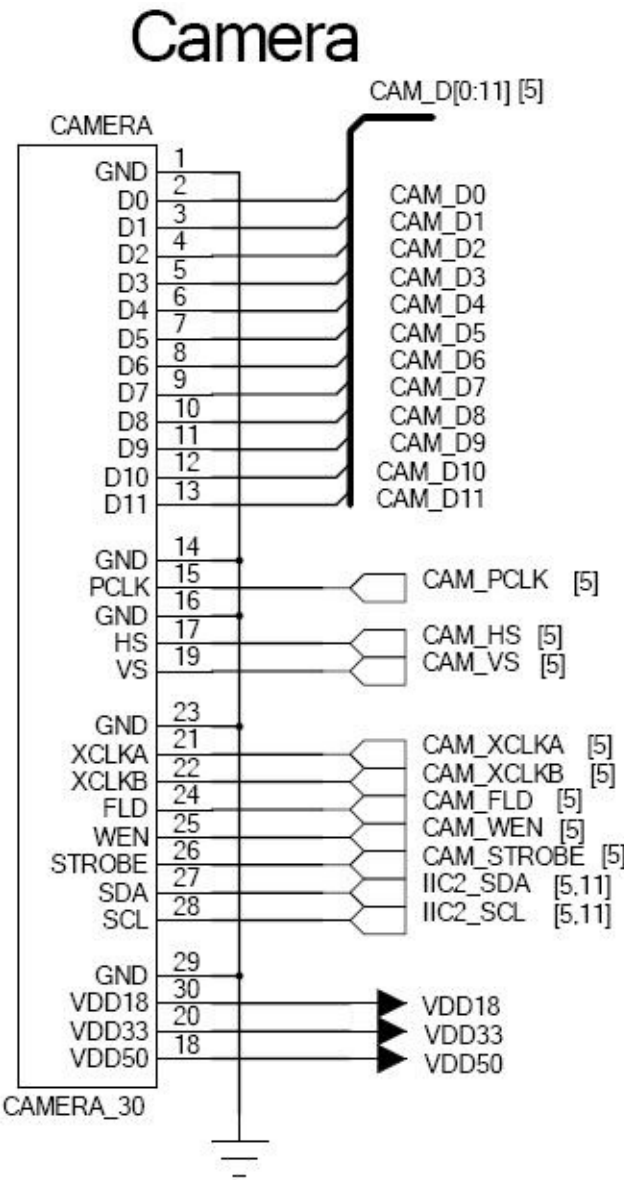 Camera
CAM_D[0:11] [5]
CAMERA
GND 1
D0 2 CAM_D0
D1 3 CAM_D1
D2 4 CAM_D2
D3 5 CAM_D3
D4 6 CAM_D4
D5 7 CAM_D5
D6 8 CAM_D6
D7 9 CAM_D7
D8 10 CAM_D8
D9 11 CAM_D9
D10 12 CAM_D10
D11 13 CAM_D11
GND 14
PCLK 15 CAM_PCLK [5]
GND 16
HS 17 CAM_HS [5]
VS 19 CAM_VS [5]
GND 23
XCLKA 21 CAM_XCLKA [5]
XCLKB 22 CAM_XCLKB [5]
FLD 24 CAM_FLD [5]
WEN 25 CAM_WEN [5]
STROBE 26 CAM_STROBE [5]
SDA 27 IIC2_SDA [5,11]
SCL 28 IIC2_SCL [5,11]
GND 29
VDD18 30 VDD18
VDD33 20 VDD33
VDD50 18 VDD50
CAMERA_30